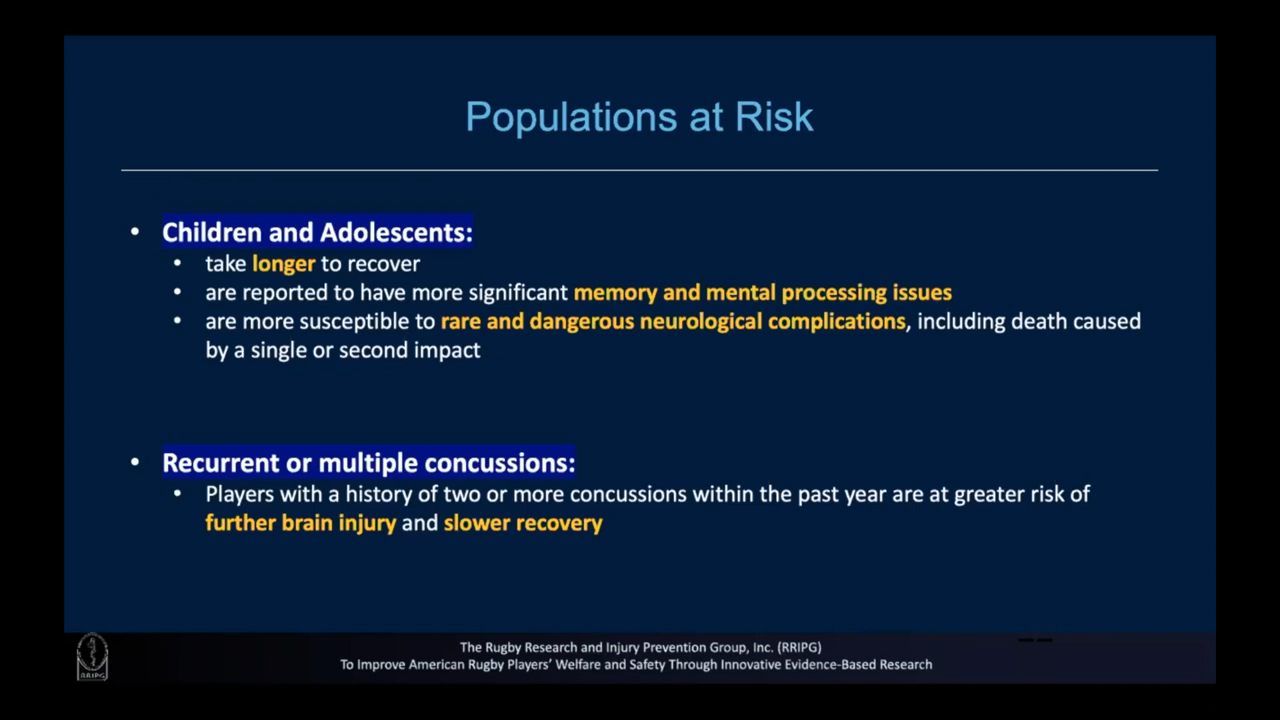 Populations at Risk
• Children and Adolescents:
• take longer to recover
• are reported to have more significant memory and mental processing issues
• are more susceptible to rare and dangerous neurological complications, including death caused
by a single or second impact
• Recurrent or multiple concussions:
• Players with a history of two or more concussions within the past year are at greater risk of
further brain injury and slower recovery
The Rugby Research and Injury Prevention Group, Inc. (RRIPG)
To Improve American Rugby Players’ Welfare and Safety Through Innovative Evidence-Based Research
RRIPG